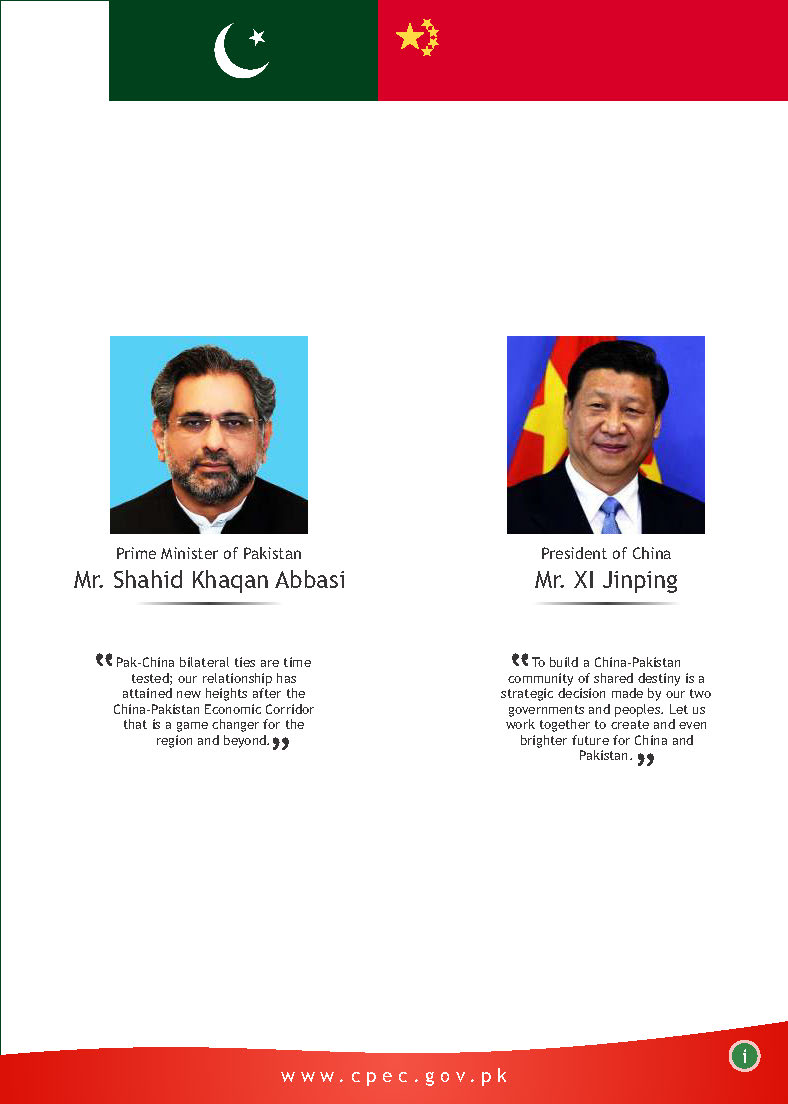 Prime Minister of Pakistan
Mr. Shahid Khaqan Abbasi
❝Pak-China bilateral ties are time
tested; our relationship has
attained new heights after the
China-Pakistan Economic Corridor
that is a game changer for the
region and beyond.❞
President of China
Mr. XI Jinping
❝To build a China-Pakistan
community of shared destiny is a
strategic decision made by our two
governments and peoples. Let us
work together to create and even
brighter future for China and
Pakistan. ❞
i
www.cpec.gov.pk